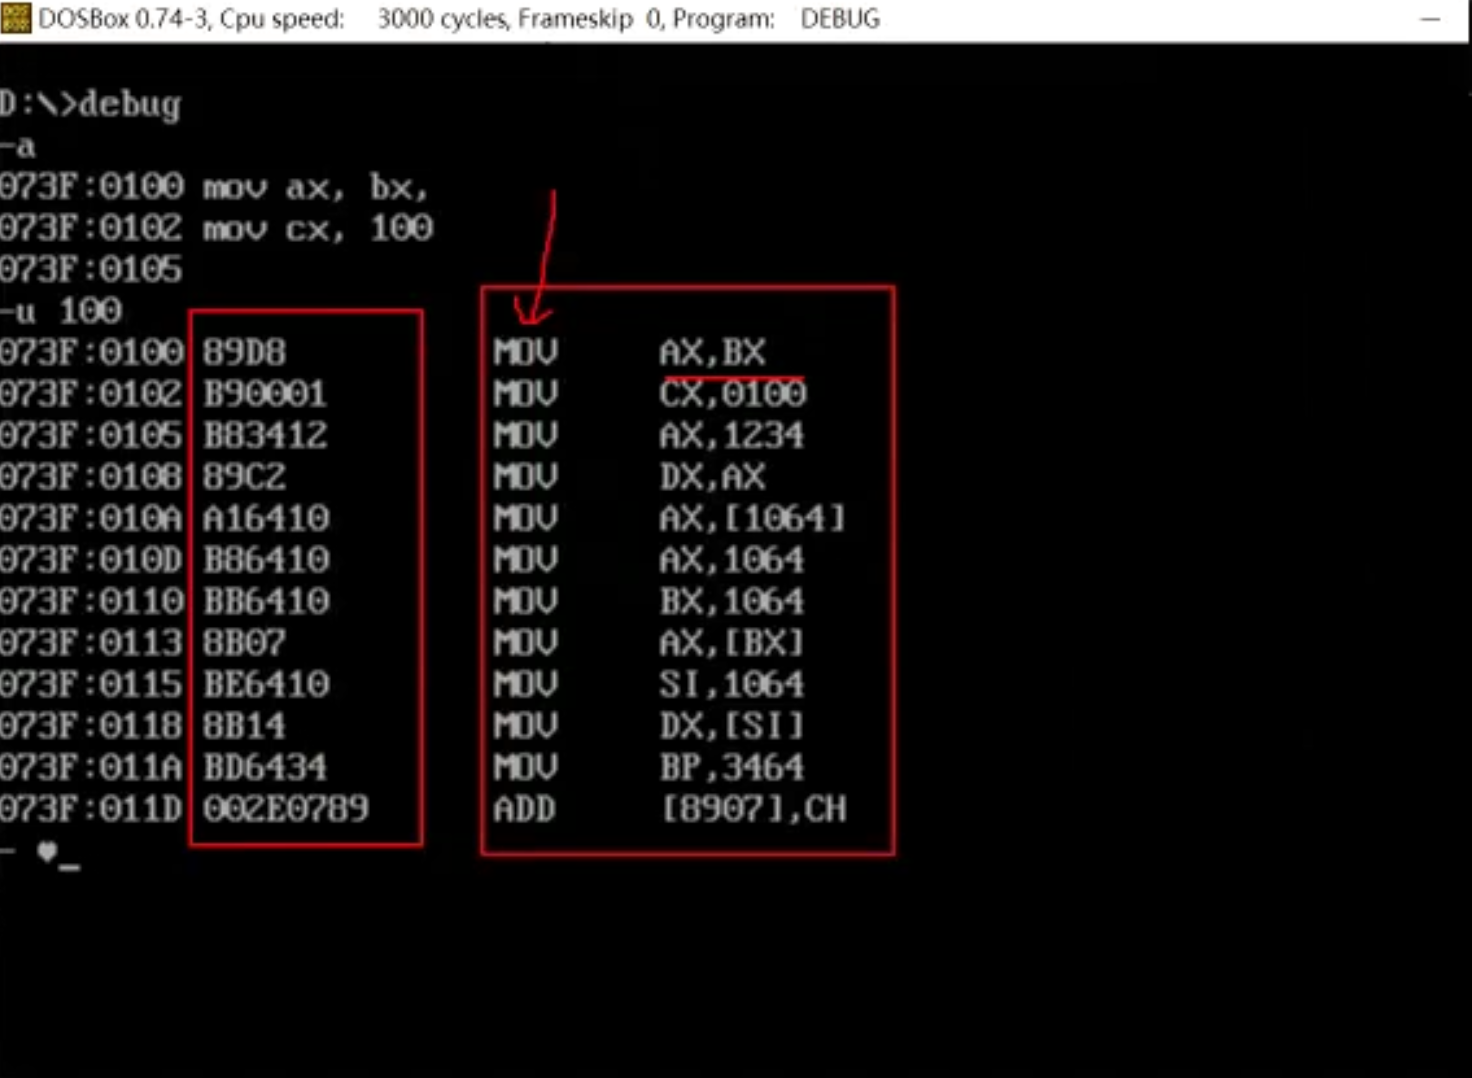 DOSBox 0.74-3, Cpu speed: 3000 cycles, Frameskip 0, Program: DEBUG
D:\>debug
-a
073F:0100 mov ax, bx,
073F:0102 mov cx, 100
073F:0105
-u 100
073F:0100 89D8 MOV AX,BX
073F:0102 B90001 MOV CX,0100
073F:0105 B83412 MOV AX,1234
073F:0108 89C2 MOV DX,AX
073F:010A A16410 MOV AX,[1064]
073F:010D B86410 MOV AX,1064
073F:0110 BB6410 MOV BX,1064
073F:0113 8B07 MOV AX,[BX]
073F:0115 BE6410 MOV SI,1064
073F:0118 8B14 MOV DX,[SI]
073F:011A BD6434 MOV BP,3464
073F:011D 002E0789 ADD [8907],CH
- ♥_